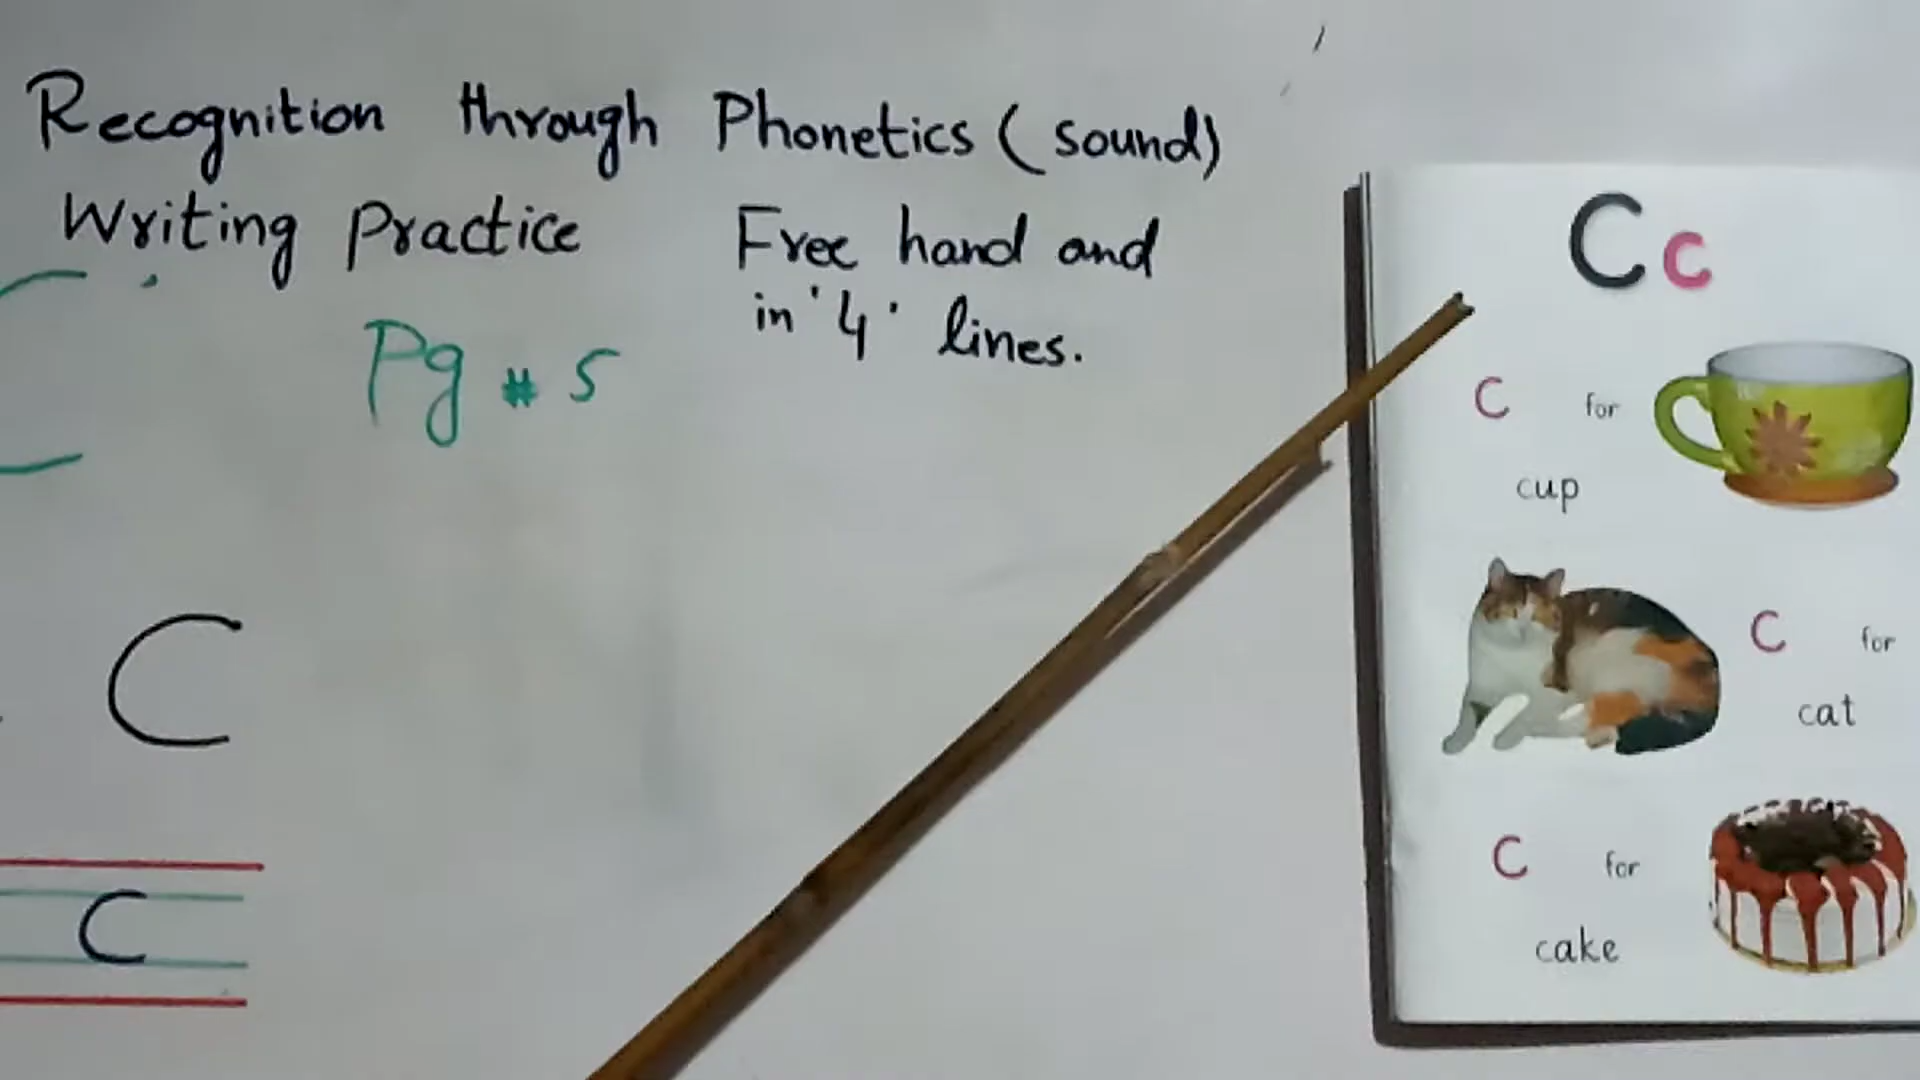 Recognition through Phonetics (sound)
Writing Practice
Free hand and
in '4' lines.
Pg # 5
C
C
Cc
C for
cup
C for
cat
C for
cake